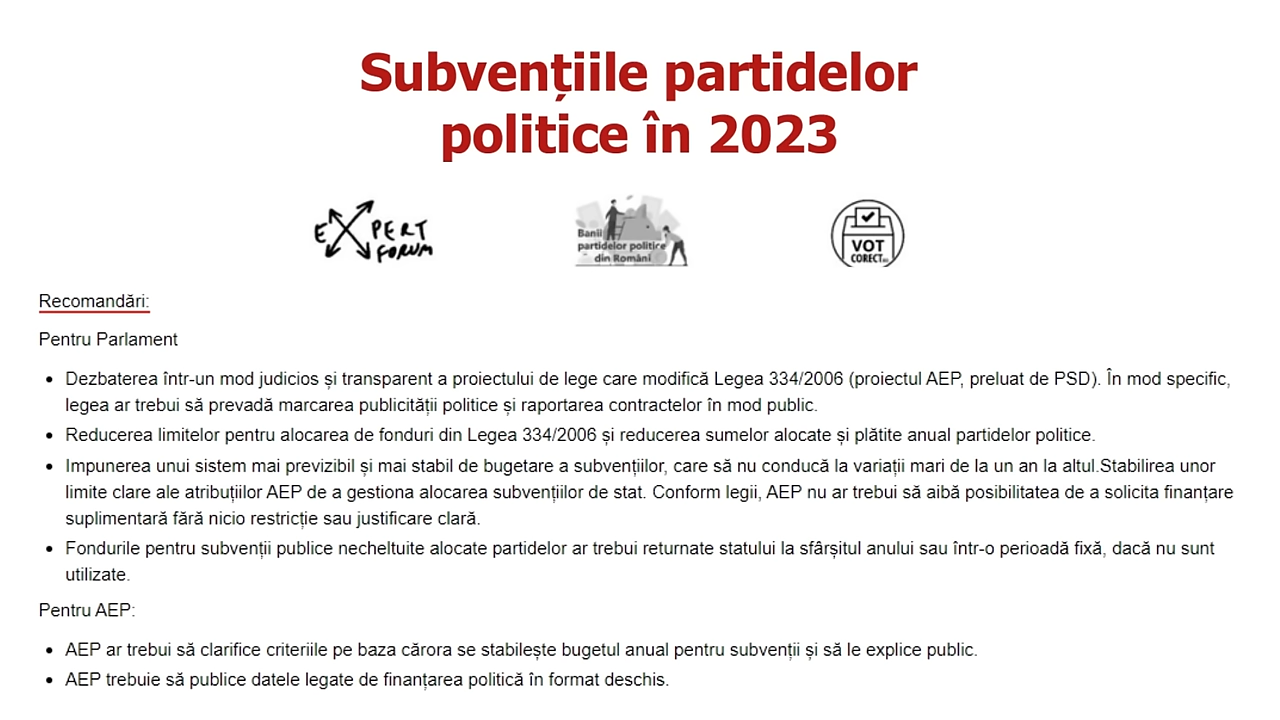 Subvențiile partidelor
politice în 2023
EXPERT
FORUM
Banii
partidelor politice
din Români
VOT
CORECT
Recomandări:
Pentru Parlament
• Dezbaterea într-un mod judicios și transparent a proiectului de lege care modifică Legea 334/2006 (proiectul AEP, preluat de PSD). În mod specific,
legea ar trebui să prevadă marcarea publicității politice și raportarea contractelor în mod public.
• Reducerea limitelor pentru alocarea de fonduri din Legea 334/2006 și reducerea sumelor alocate și plătite anual partidelor politice.
• Impunerea unui sistem mai previzibil și mai stabil de bugetare a subvențiilor, care să nu conducă la variații mari de la un an la altul.Stabilirea unor
limite clare ale atribuțiilor AEP de a gestiona alocarea subvențiilor de stat. Conform legii, AEP nu ar trebui să aibă posibilitatea de a solicita finanțare
suplimentară fără nicio restricție sau justificare clară.
• Fondurile pentru subvenții publice necheltuite alocate partidelor ar trebui returnate statului la sfârșitul anului sau într-o perioadă fixă, dacă nu sunt
utilizate.
Pentru AEP:
• AEP ar trebui să clarifice criteriile pe baza cărora se stabilește bugetul anual pentru subvenții și să le explice public.
• AEP trebuie să publice datele legate de finanțarea politică în format deschis.